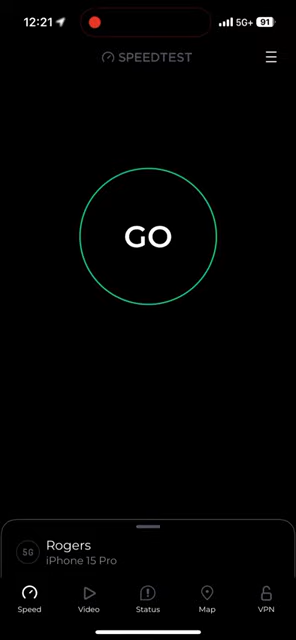 12:21 5G+ 91
SPEEDTEST
GO
5G Rogers
iPhone 15 Pro
Speed Video Status Map VPN